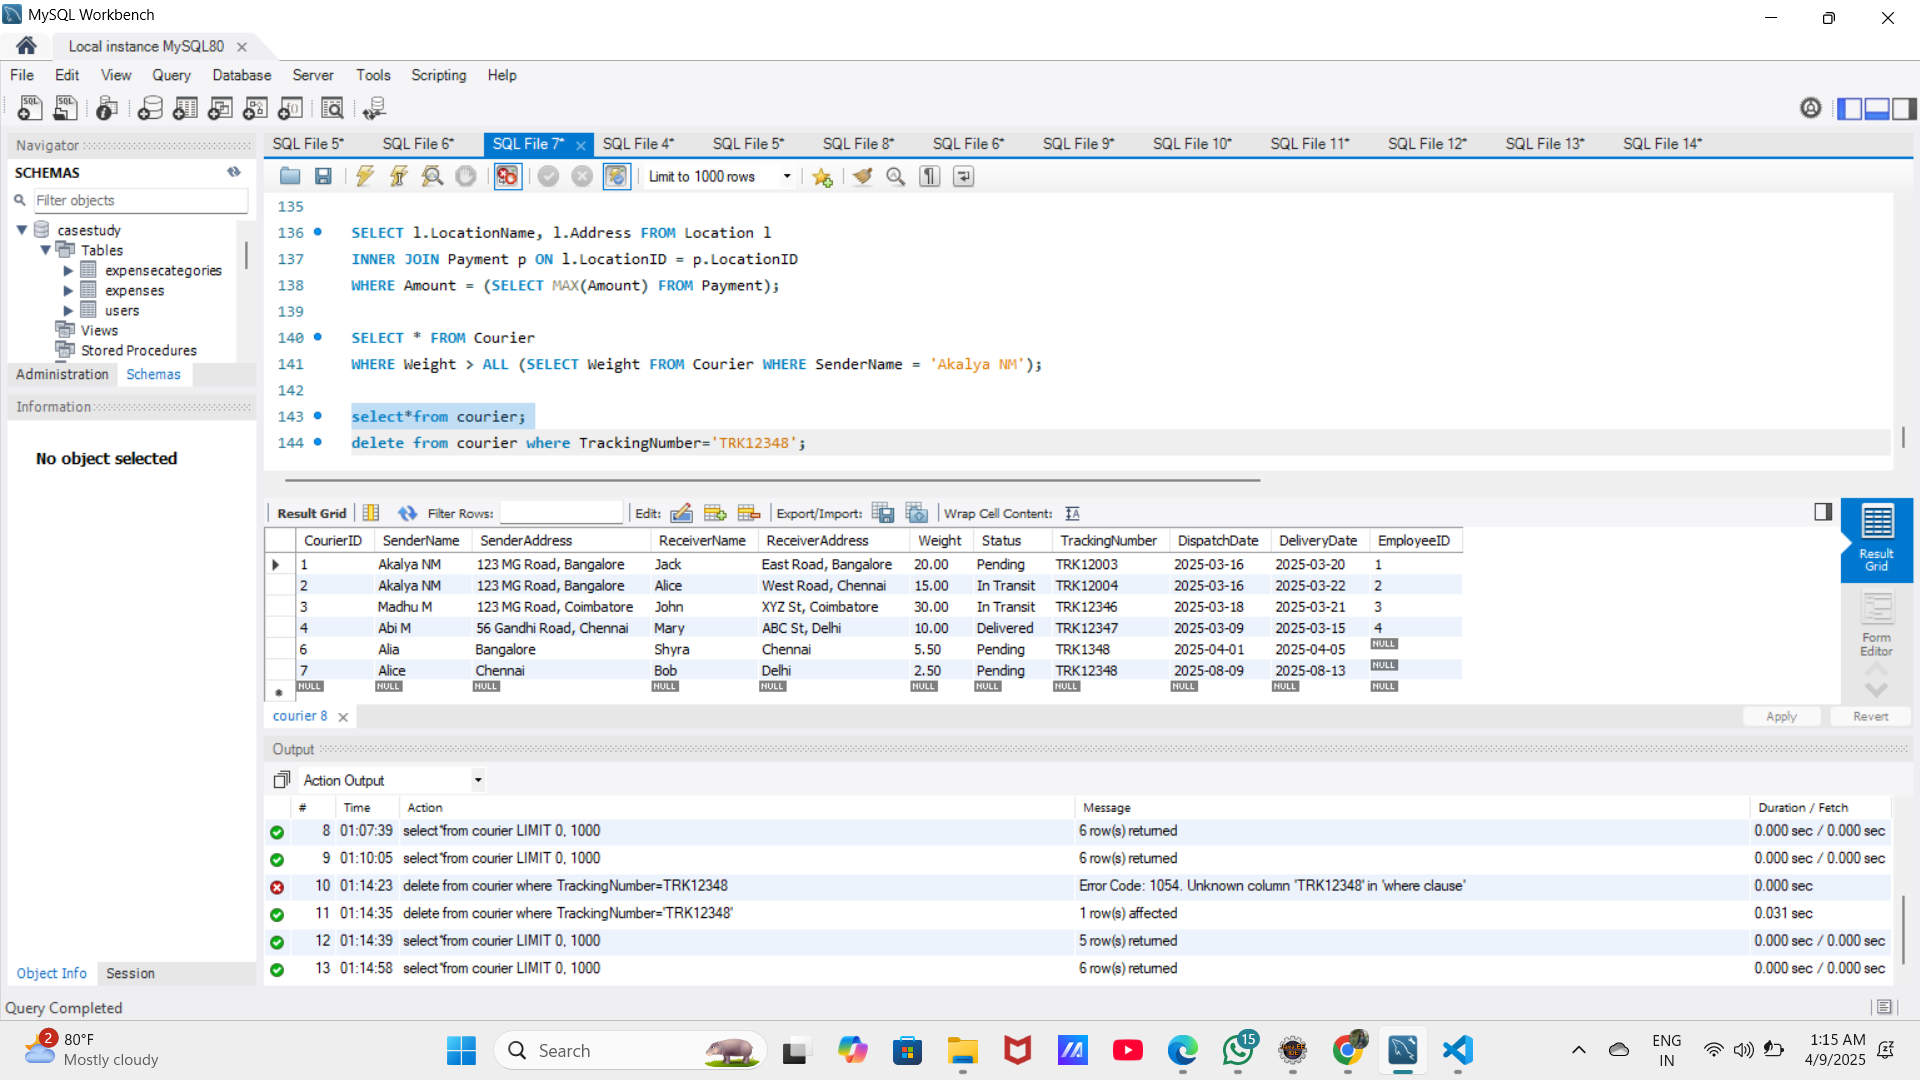 MySQL Workbench
Local instance MySQL80
File Edit View Query Database Server Tools Scripting Help
Navigator
SCHEMAS
Filter objects
casestudy
Tables
expensecategories
expenses
users
Views
Stored Procedures
Administration Schemas
Information
No object selected
Object Info Session
SQL File 5* SQL File 6* SQL File 7* SQL File 4* SQL File 5* SQL File 8* SQL File 6* SQL File 9* SQL File 10* SQL File 11* SQL File 12* SQL File 13* SQL File 14*
Limit to 1000 rows
135
136 SELECT l.LocationName, l.Address FROM Location l
137 INNER JOIN Payment p ON l.LocationID = p.LocationID
138 WHERE Amount = (SELECT MAX(Amount) FROM Payment);
139
140 SELECT * FROM Courier
141 WHERE Weight > ALL (SELECT Weight FROM Courier WHERE SenderName = 'Akalya NM');
142
143 select*from courier;
144 delete from courier where TrackingNumber='TRK12348';
Result Grid Filter Rows: Edit: Export/Import: Wrap Cell Content:
CourierID SenderName SenderAddress ReceiverName ReceiverAddress Weight Status TrackingNumber DispatchDate DeliveryDate EmployeeID
1 Akalya NM 123 MG Road, Bangalore Jack East Road, Bangalore 20.00 Pending TRK12003 2025-03-16 2025-03-20 1
2 Akalya NM 123 MG Road, Bangalore Alice West Road, Chennai 15.00 In Transit TRK12004 2025-03-16 2025-03-22 2
3 Madhu M 123 MG Road, Coimbatore John XYZ St, Coimbatore 30.00 In Transit TRK12346 2025-03-18 2025-03-21 3
4 Abi M 56 Gandhi Road, Chennai Mary ABC St, Delhi 10.00 Delivered TRK12347 2025-03-09 2025-03-15 4
6 Alia Bangalore Shyra Chennai 5.50 Pending TRK1348 2025-04-01 2025-04-05 NULL
7 Alice Chennai Bob Delhi 2.50 Pending TRK12348 2025-08-09 2025-08-13 NULL
NULL NULL NULL NULL NULL NULL NULL NULL NULL NULL NULL
Result Grid
Form Editor
courier 8
Apply Revert
Output
Action Output
# Time Action Message Duration / Fetch
8 01:07:39 select*from courier LIMIT 0, 1000 6 row(s) returned 0.000 sec / 0.000 sec
9 01:10:05 select*from courier LIMIT 0, 1000 6 row(s) returned 0.000 sec / 0.000 sec
10 01:14:23 delete from courier where TrackingNumber=TRK12348 Error Code: 1054. Unknown column 'TRK12348' in 'where clause' 0.000 sec
11 01:14:35 delete from courier where TrackingNumber='TRK12348' 1 row(s) affected 0.031 sec
12 01:14:39 select*from courier LIMIT 0, 1000 5 row(s) returned 0.000 sec / 0.000 sec
13 01:14:58 select*from courier LIMIT 0, 1000 6 row(s) returned 0.000 sec / 0.000 sec
Query Completed
2 80°F
Mostly cloudy
Search
15
ENG
IN
1:15 AM
4/9/2025